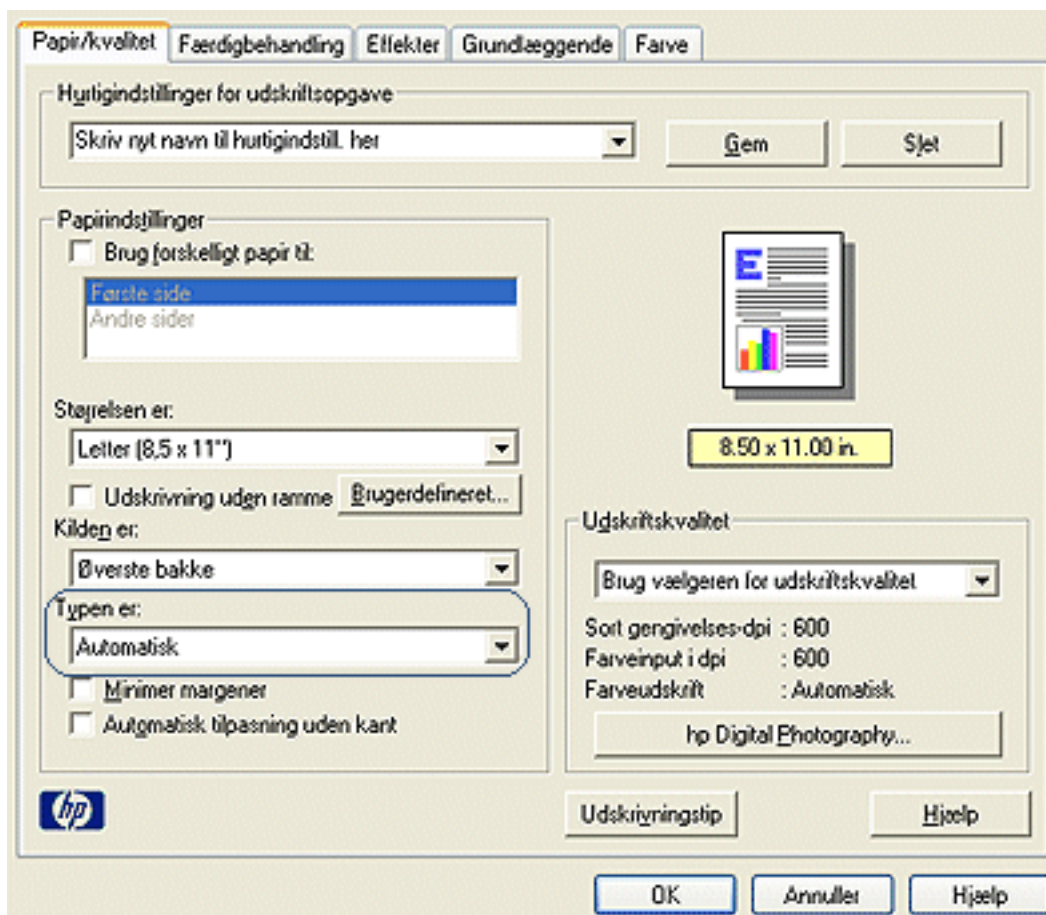 Papir/kvalitet Færdigbehandling Effekter Grundlæggende Farve
Hurtigindstillinger for udskriftsopgave
Skriv nyt navn til hurtigindstill. her Gem Slet
Papirindstillinger
Brug forskelligt papir til:
Første side
Andre sider
Størrelsen er:
Letter (8,5 x 11")
Udskrivning uden ramme Brugerdefineret...
Kilden er:
Øverste bakke
Typen er:
Automatisk
Minimer margener
Automatisk tilpasning uden kant
E
8.50 x 11.00 in.
Udskriftskvalitet
Brug vælgeren for udskriftskvalitet
Sort gengivelses-dpi : 600
Farveinput i dpi : 600
Farveudskrift : Automatisk
hp Digital Photography...
hp
Udskrivningstip Hjælp
OK Annuller Hjælp